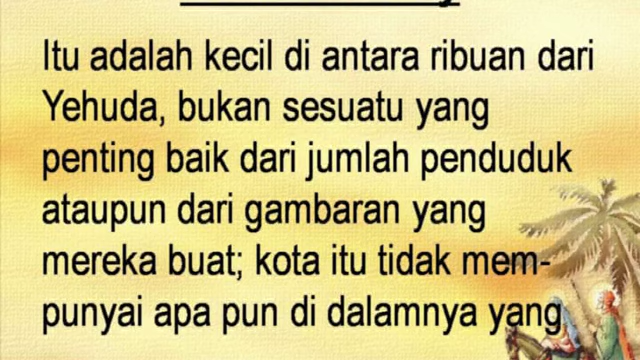 Itu adalah kecil di antara ribuan dari
Yehuda, bukan sesuatu yang
penting baik dari jumlah penduduk
ataupun dari gambaran yang
mereka buat; kota itu tidak mem-
punyai apa pun di dalamnya yang